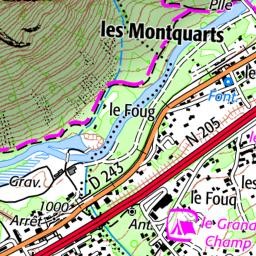 Plle
les Montquarts
Font.
le Foug
N 205
Grav.
D 243
1000
Arrêt
Ant.
le Fouq
le Grand
Champ